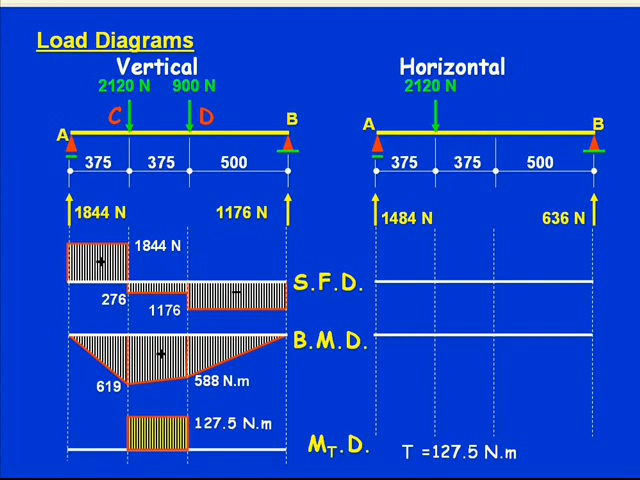 Load Diagrams
Vertical
Horizontal
2120 N
900 N
2120 N
C
D
A
B
A
B
375
375
500
375
375
500
1844 N
1176 N
1484 N
636 N
1844 N
+
-
276
1176
S.F.D.
B.M.D.
+
619
588 N.m
127.5 N.m
MT.D.
T =127.5 N.m